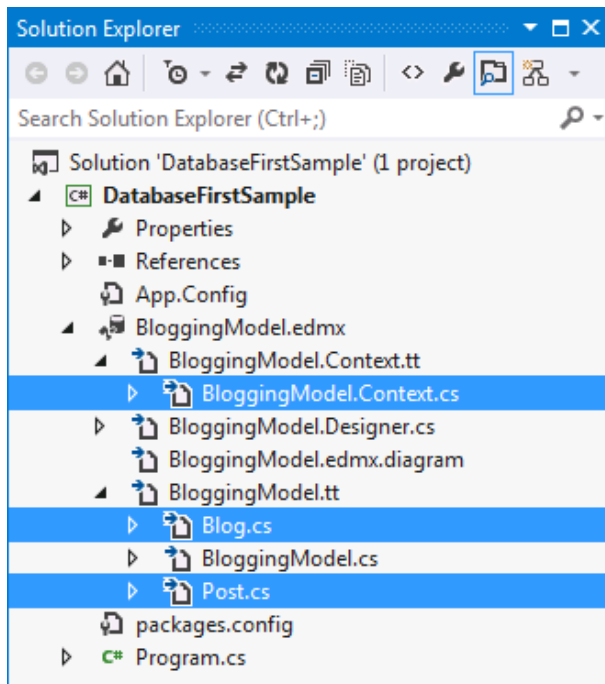 Solution Explorer
Search Solution Explorer (Ctrl+;)
Solution 'DatabaseFirstSample' (1 project)
C# DatabaseFirstSample
Properties
References
App.Config
BloggingModel.edmx
BloggingModel.Context.tt
BloggingModel.Context.cs
BloggingModel.Designer.cs
BloggingModel.edmx.diagram
BloggingModel.tt
Blog.cs
BloggingModel.cs
Post.cs
packages.config
C# Program.cs